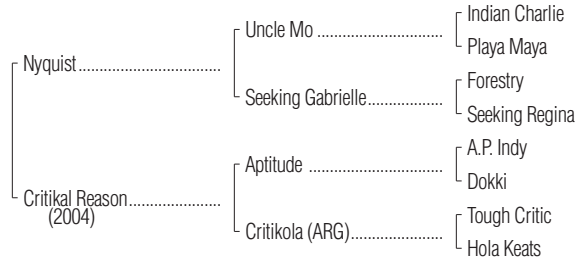 Indian Charlie
Uncle Mo ..............................
Playa Maya
Nyquist..................................
Forestry
Seeking Gabrielle..................
Seeking Regina
A.P. Indy
Aptitude ................................
Dokki
Critikal Reason......................
(2004)
Tough Critic
Critikola (ARG)......................
Hola Keats